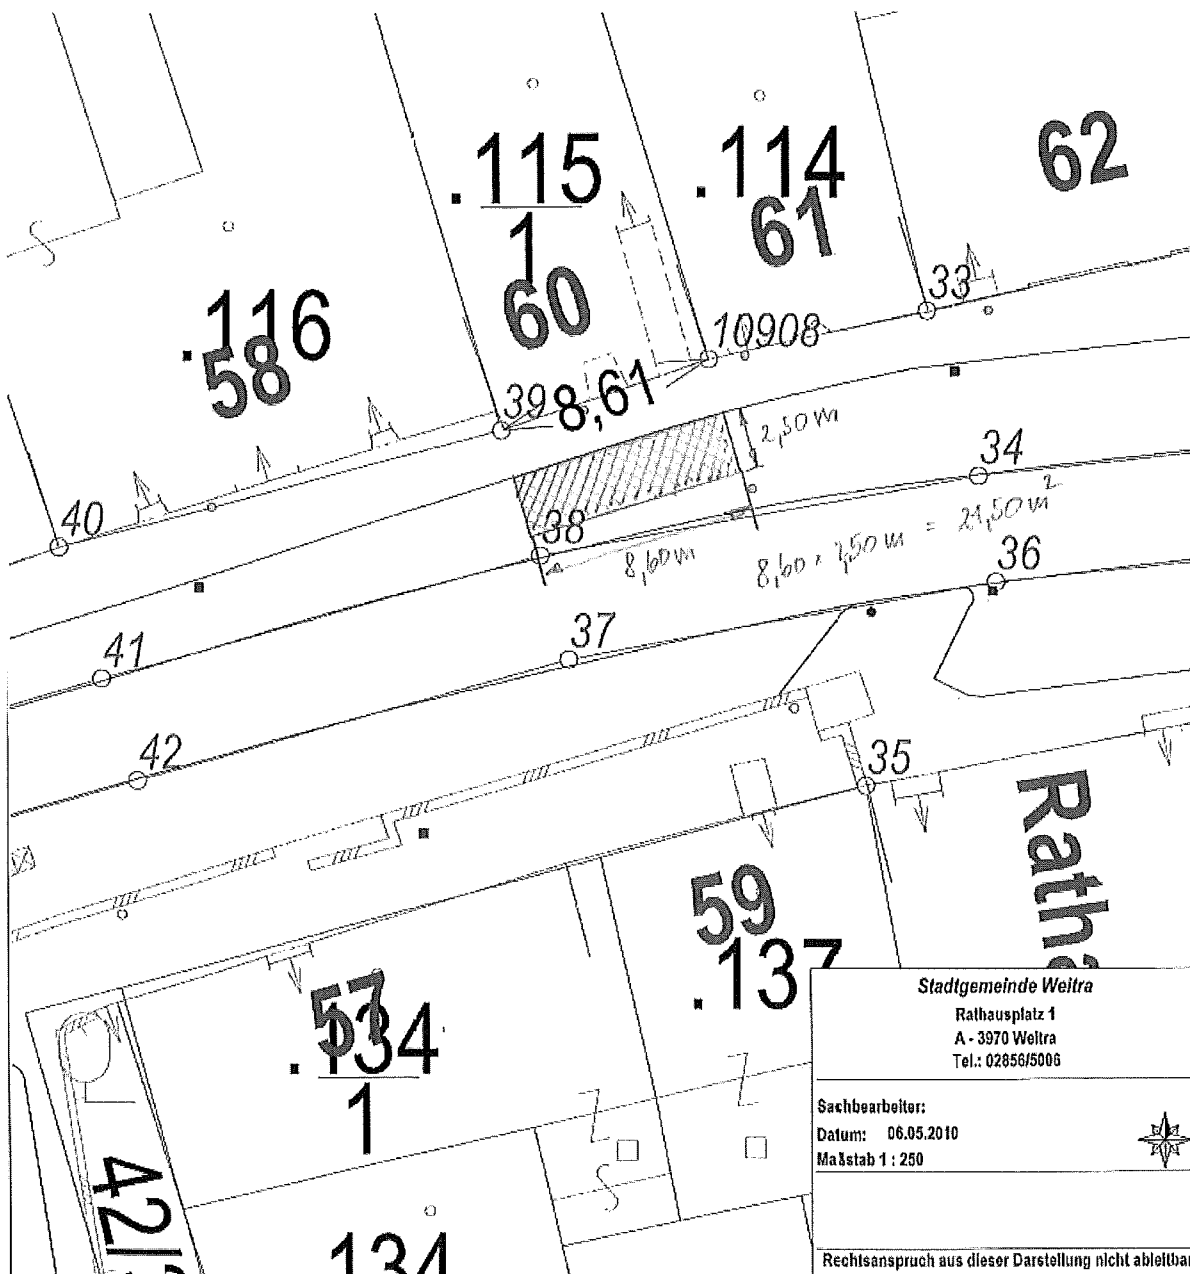 62
.115
1
60
.114
61
.116
58
33
10908
39
8,61
2,50 m
34
40
38
8,60 m
8,60 × 2,50 m = 21,50 m²
36
37
41
42
35
Ratha
59
.137
57
.134
1
42/
134
Stadtgemeinde Weitra
Rathausplatz 1
A - 3970 Weitra
Tel.: 02856/5006
Sachbearbeiter:
Datum: 06.05.2010
Maßstab 1 : 250
Rechtsanspruch aus dieser Darstellung nicht ableitbar